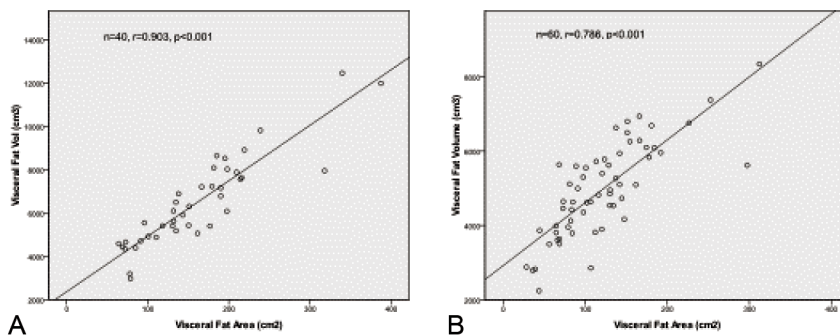 n=40, r=0.903, p<0.001
14000
12000
10000
8000
6000
4000
2000
Visceral Fat Vol (cm3)
0
100
200
300
400
Visceral Fat Area (cm2)
A
n=60, r=0.786, p<0.001
8000
6000
4000
2000
Visceral Fat Volume (cm3)
0
100
200
300
400
Visceral Fat Area (cm2)
B